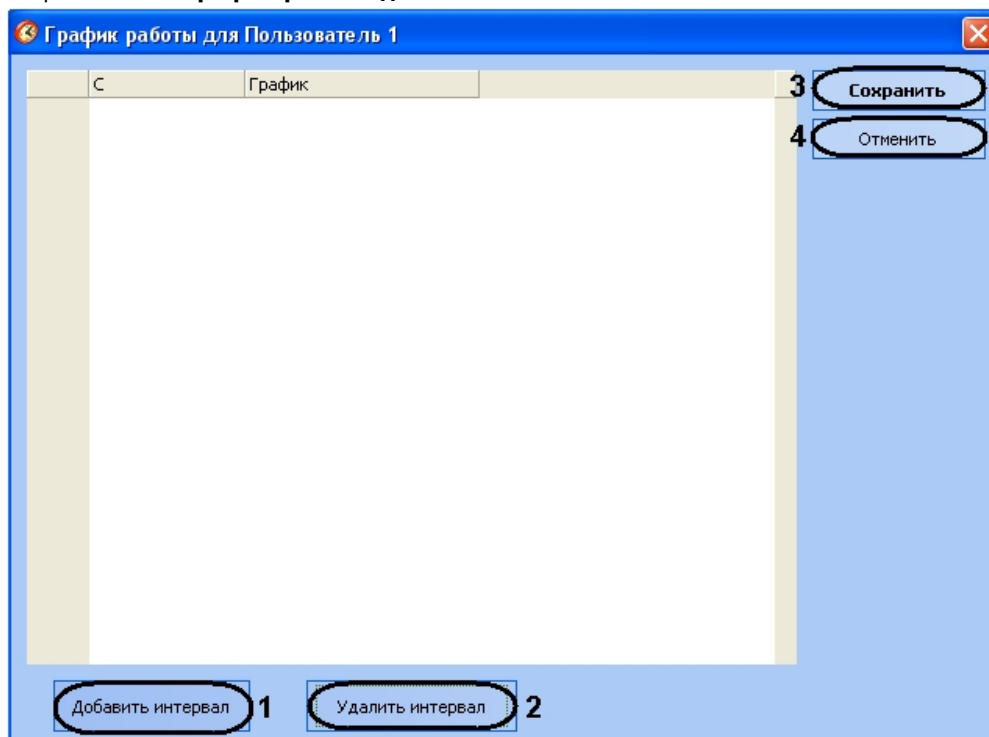 График работы для Пользователь 1
С График
3 Сохранить
4 Отменить
Добавить интервал 1 Удалить интервал 2